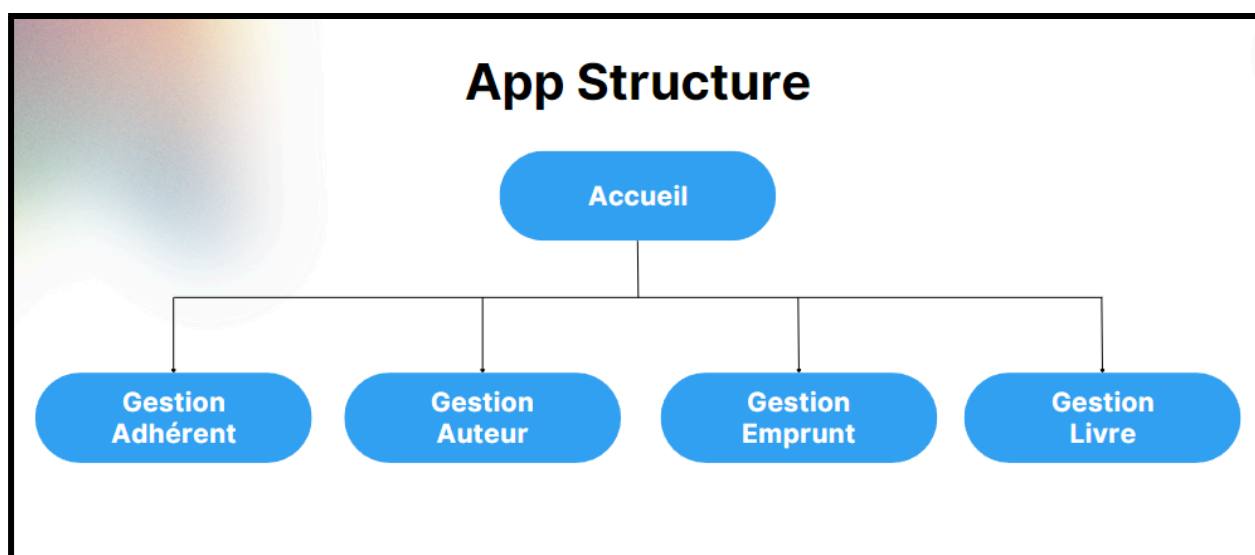 App Structure
Accueil
Gestion
Adhérent
Gestion
Auteur
Gestion
Emprunt
Gestion
Livre